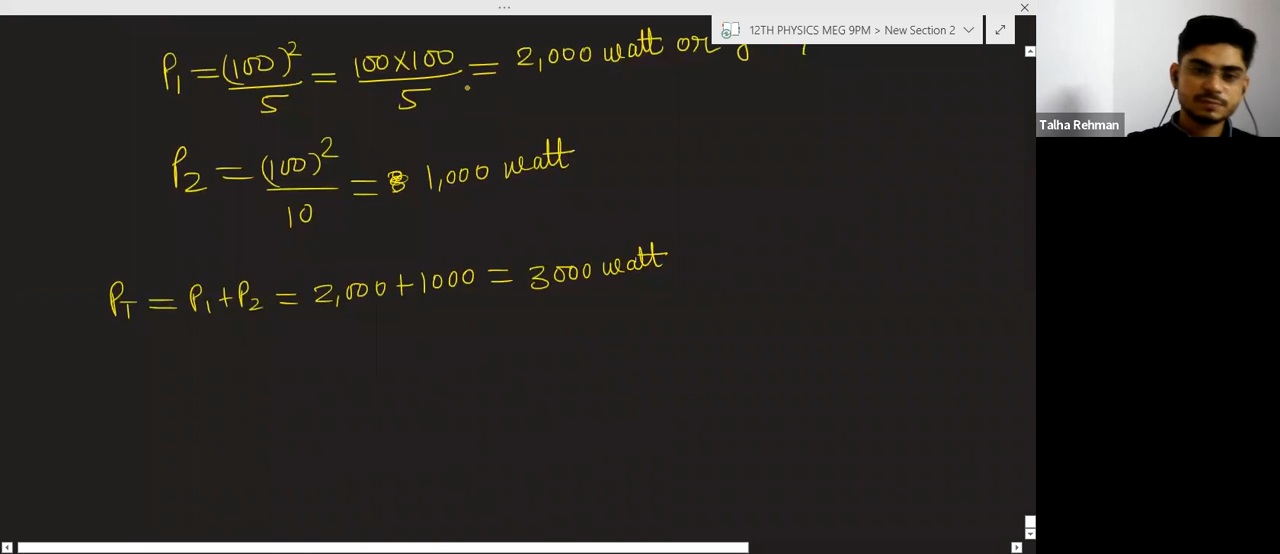 12TH PHYSICS MEG 9PM > New Section 2
P₁ = (100)²/5 = 100×100/5 = 2,000 watt or
Talha Rehman
P₂ = (100)²/10 = 1,000 watt
P_T = P₁+P₂ = 2,000+1000 = 3000 watt